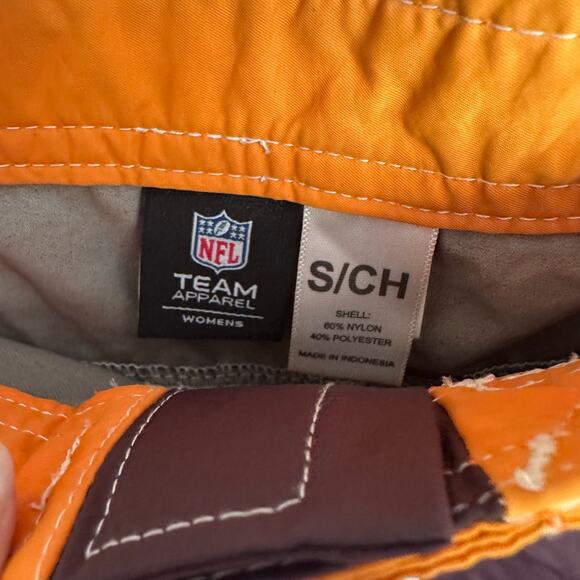 NFL
TEAM
APPAREL
WOMENS
S/CH
SHELL:
60% NYLON
40% POLYESTER
MADE IN INDONESIA